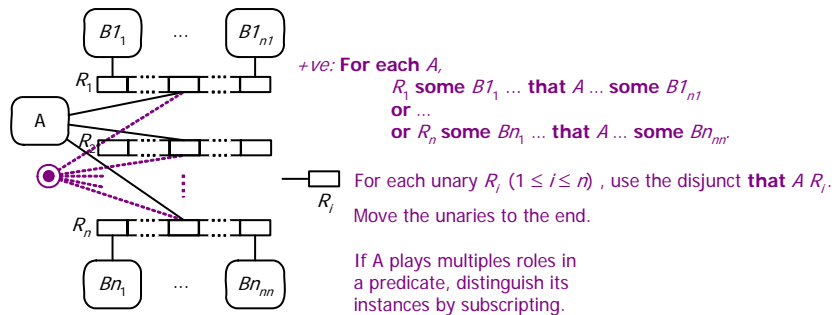 B1₁ ... B1ₙ₁
R₁
+ve: For each A,
R₁ some B1₁ ... that A ... some B1ₙ₁
or ...
or Rₙ some Bn₁ ... that A ... some Bnₙₙ.
A
R₂
For each unary Rᵢ (1 ≤ i ≤ n) , use the disjunct that A Rᵢ.
Rᵢ
Move the unaries to the end.
Rₙ
If A plays multiples roles in
a predicate, distinguish its
instances by subscripting.
Bn₁ ... Bnₙₙ